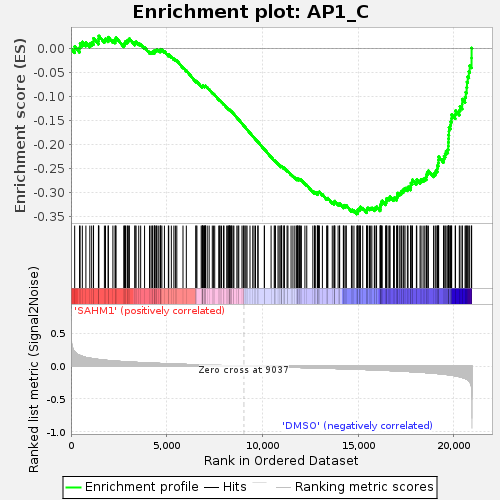 Enrichment plot: AP1_C
Enrichment score (ES)
0.00
-0.05
-0.10
-0.15
-0.20
-0.25
-0.30
-0.35
'SAHM1' (positively correlated)
Ranked list metric (Signal2Noise)
0.5
0.0
-0.5
-1.0
Zero cross at 9037
'DMSO' (negatively correlated)
0 5,000 10,000 15,000 20,000
Rank in Ordered Dataset
Enrichment profile Hits Ranking metric scores